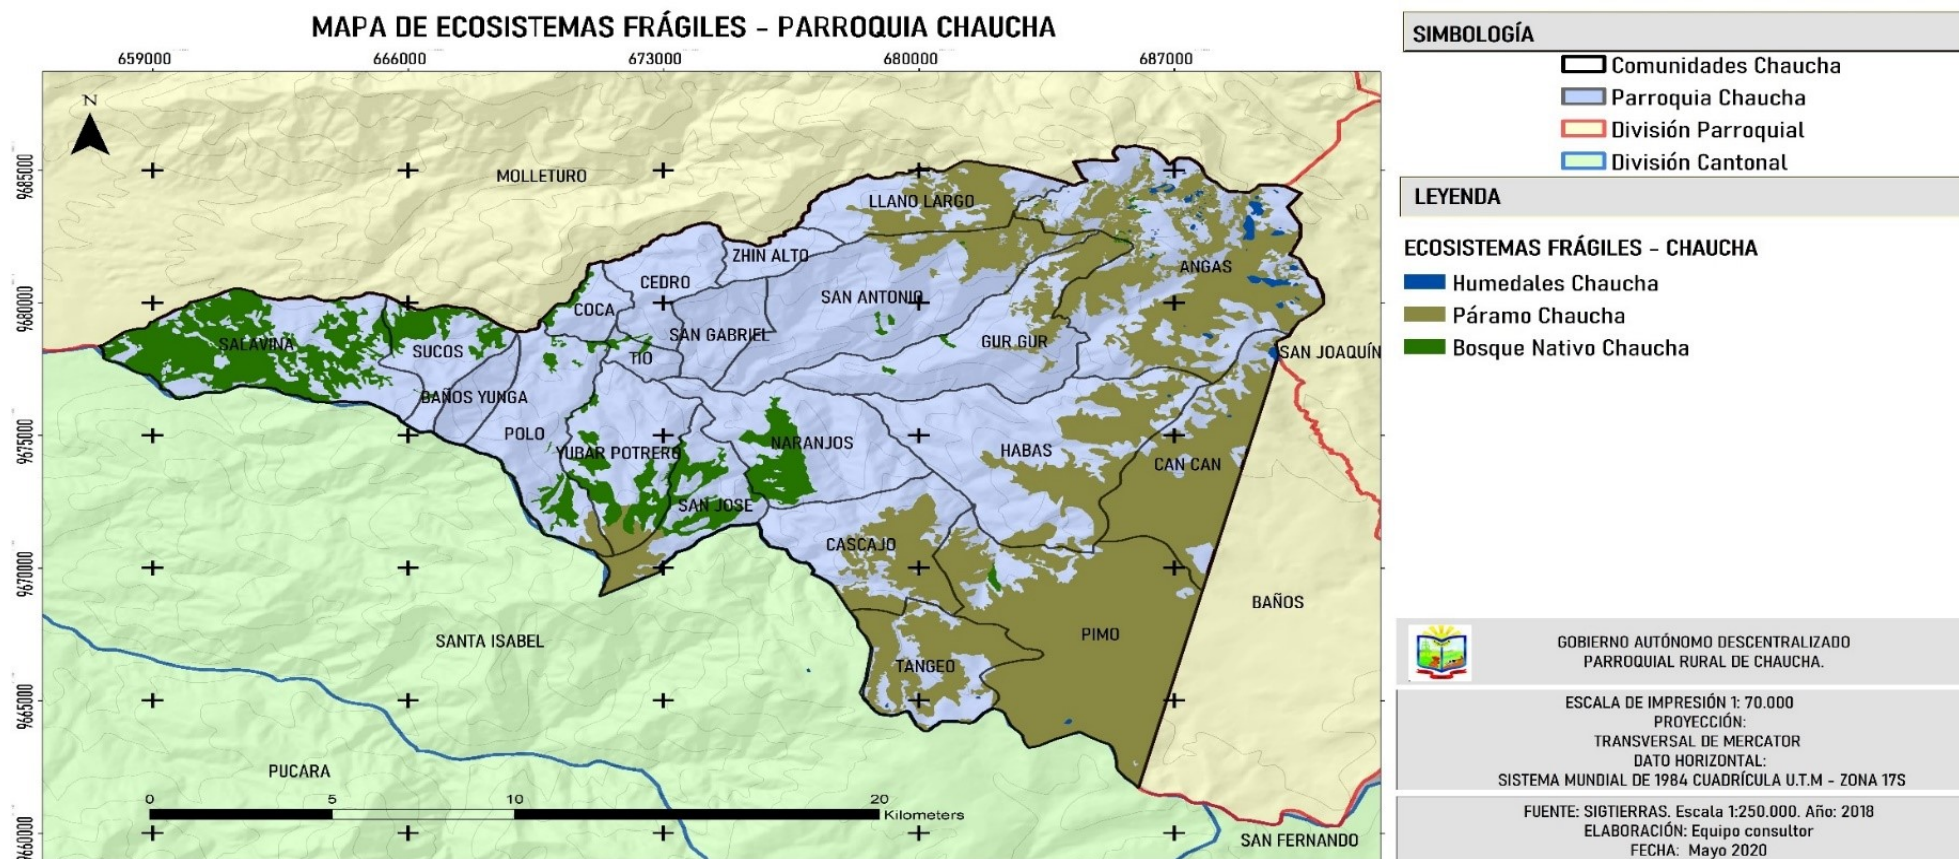 MAPA DE ECOSISTEMAS FRÁGILES - PARROQUIA CHAUCHA
659000
666000
673000
680000
687000
N
9685000
9680000
9675000
9670000
9665000
9660000
MOLLETURO
LLANO LARGO
ZHIN ALTO
ANGAS
CEDRO
SAN ANTONIO
COCA
SAN GABRIEL
GUR GUR
SALAVINA
SUCOS
TIO
SAN JOAQUÍN
BAÑOS YUNGA
POLO
NARANJOS
YUBAR POTRERO
HABAS
CAN CAN
SAN JOSE
CASCAJO
BAÑOS
SANTA ISABEL
PIMO
TANGEO
PUCARA
SAN FERNANDO
0
5
10
20
Kilometers
SIMBOLOGÍA
Comunidades Chaucha
Parroquia Chaucha
División Parroquial
División Cantonal
LEYENDA
ECOSISTEMAS FRÁGILES - CHAUCHA
Humedales Chaucha
Páramo Chaucha
Bosque Nativo Chaucha
GOBIERNO AUTÓNOMO DESCENTRALIZADO
PARROQUIAL RURAL DE CHAUCHA.
ESCALA DE IMPRESIÓN 1: 70.000
PROYECCIÓN:
TRANSVERSAL DE MERCATOR
DATO HORIZONTAL:
SISTEMA MUNDIAL DE 1984 CUADRÍCULA U.T.M - ZONA 17S
FUENTE: SIGTIERRAS. Escala 1:250.000. Año: 2018
ELABORACIÓN: Equipo consultor
FECHA: Mayo 2020